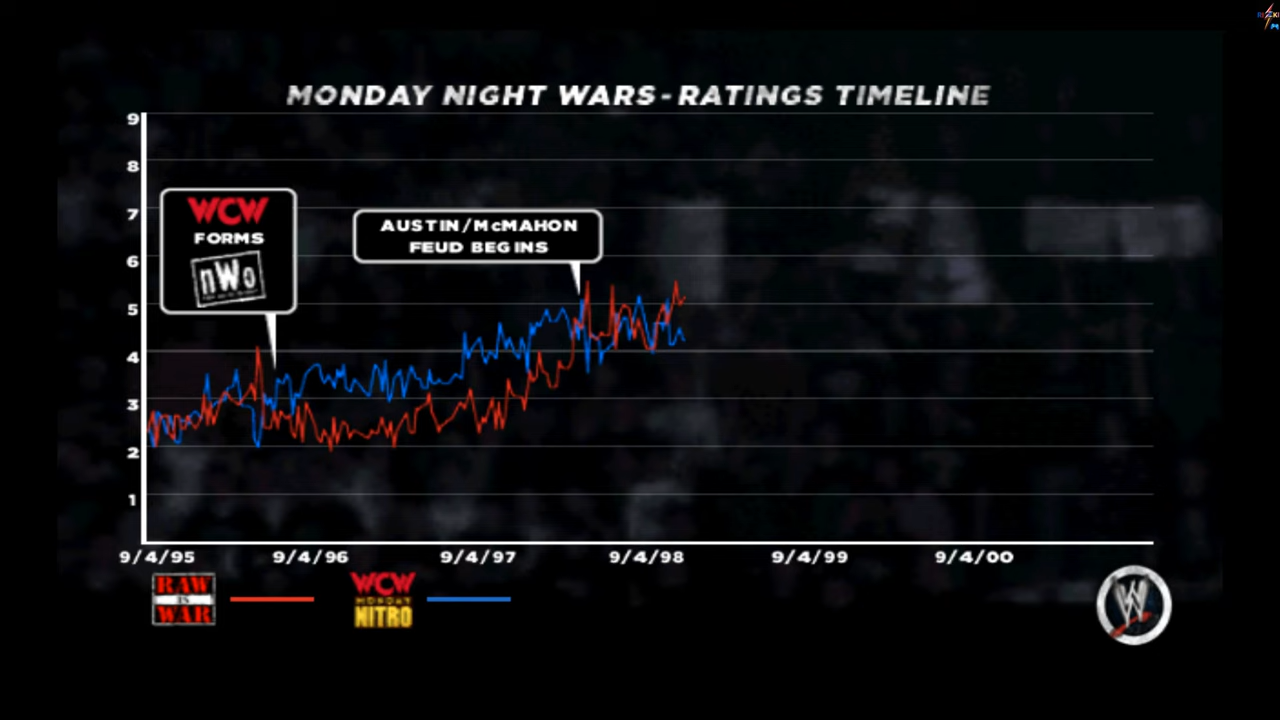 MONDAY NIGHT WARS - RATINGS TIMELINE
9
8
7
6
5
4
3
2
1
WCW
FORMS
nWo
AUSTIN/McMAHON
FEUD BEGINS
9/4/95 9/4/96 9/4/97 9/4/98 9/4/99 9/4/00
RAW
IS
WAR
WCW
MONDAY
NITRO
W